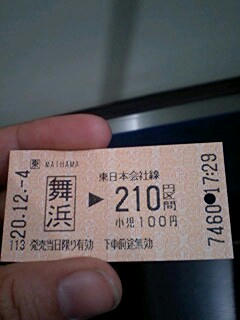 東 MAIHAMA
20.12.-4
舞浜
▶
東日本会社線
210円区間
小児100円
7460●17:29
113 発売当日限り有効 下車前途無効